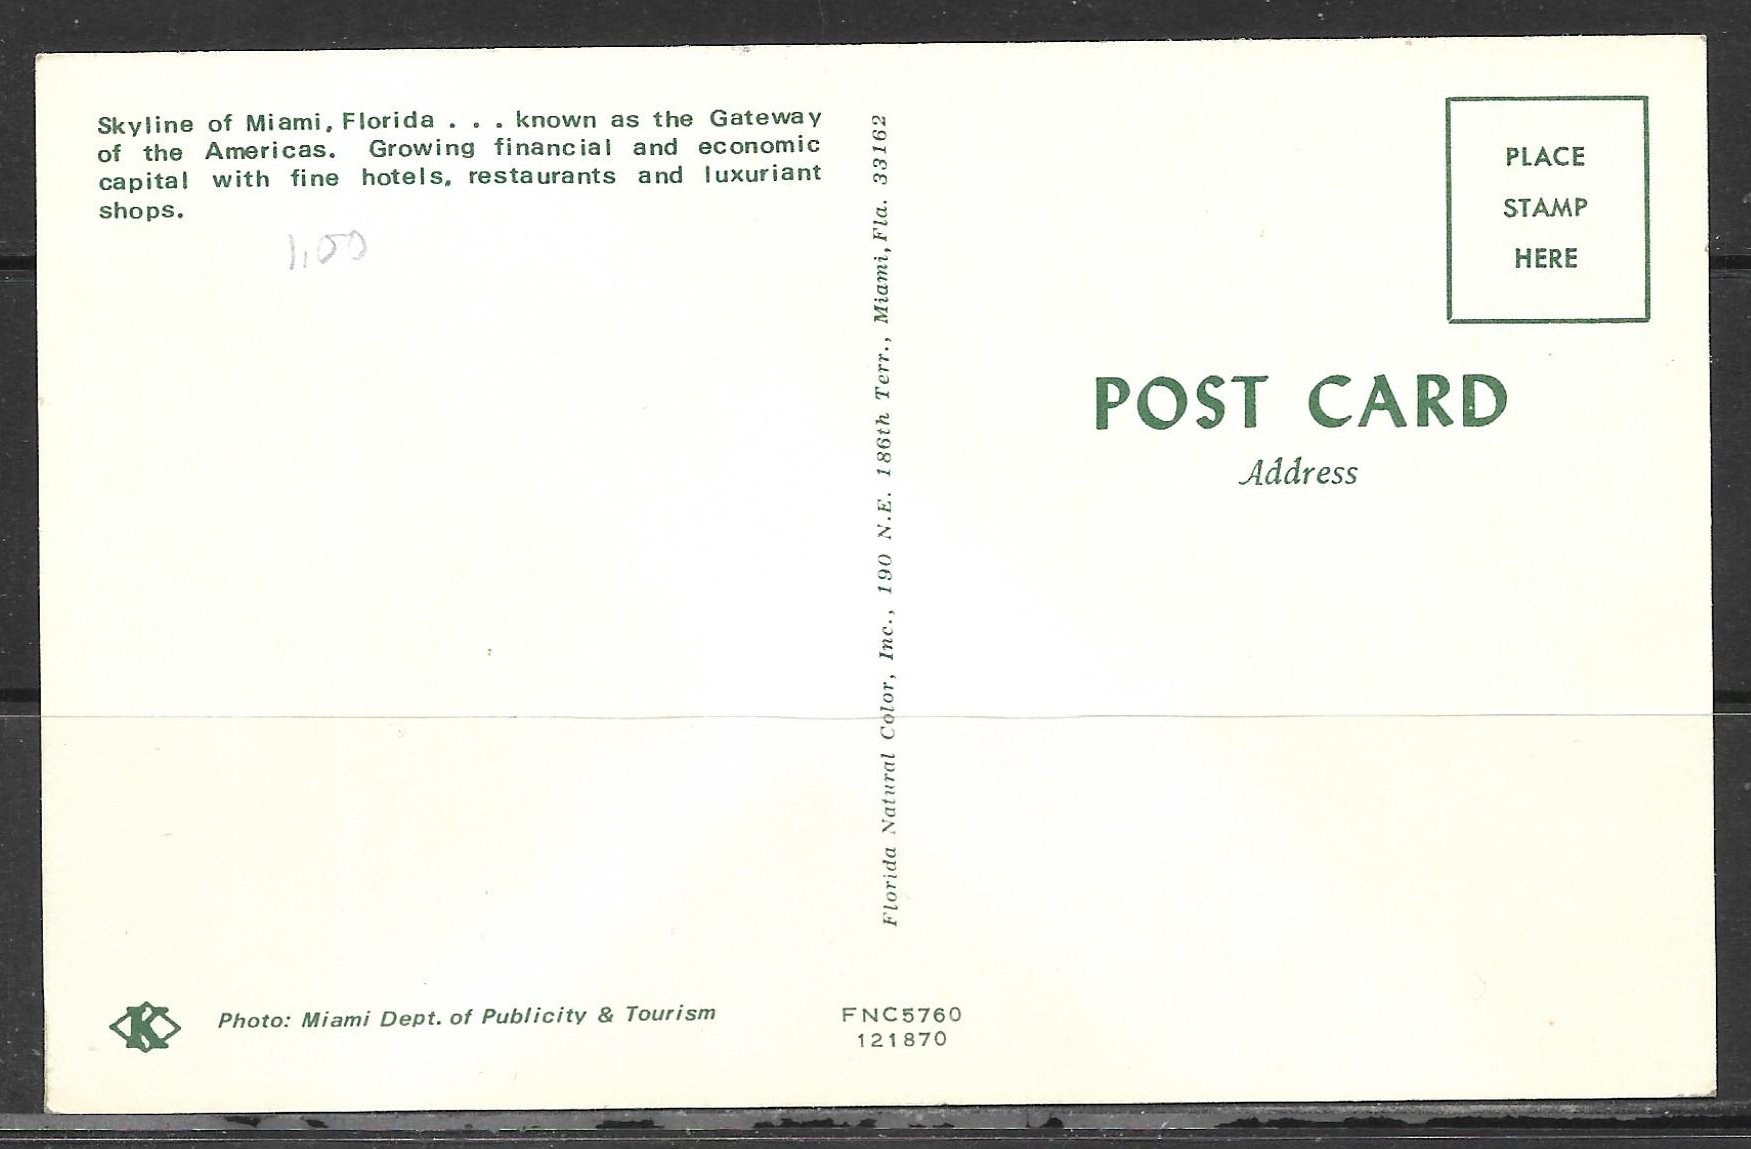 Skyline of Miami, Florida . . . known as the Gateway
of the Americas. Growing financial and economic
capital with fine hotels, restaurants and luxuriant
shops.
1.00
Florida Natural Color, Inc., 190 N.E. 186th Terr., Miami, Fla. 33162
PLACE
STAMP
HERE
POST CARD
Address
K
Photo: Miami Dept. of Publicity & Tourism
FNC5760
121870